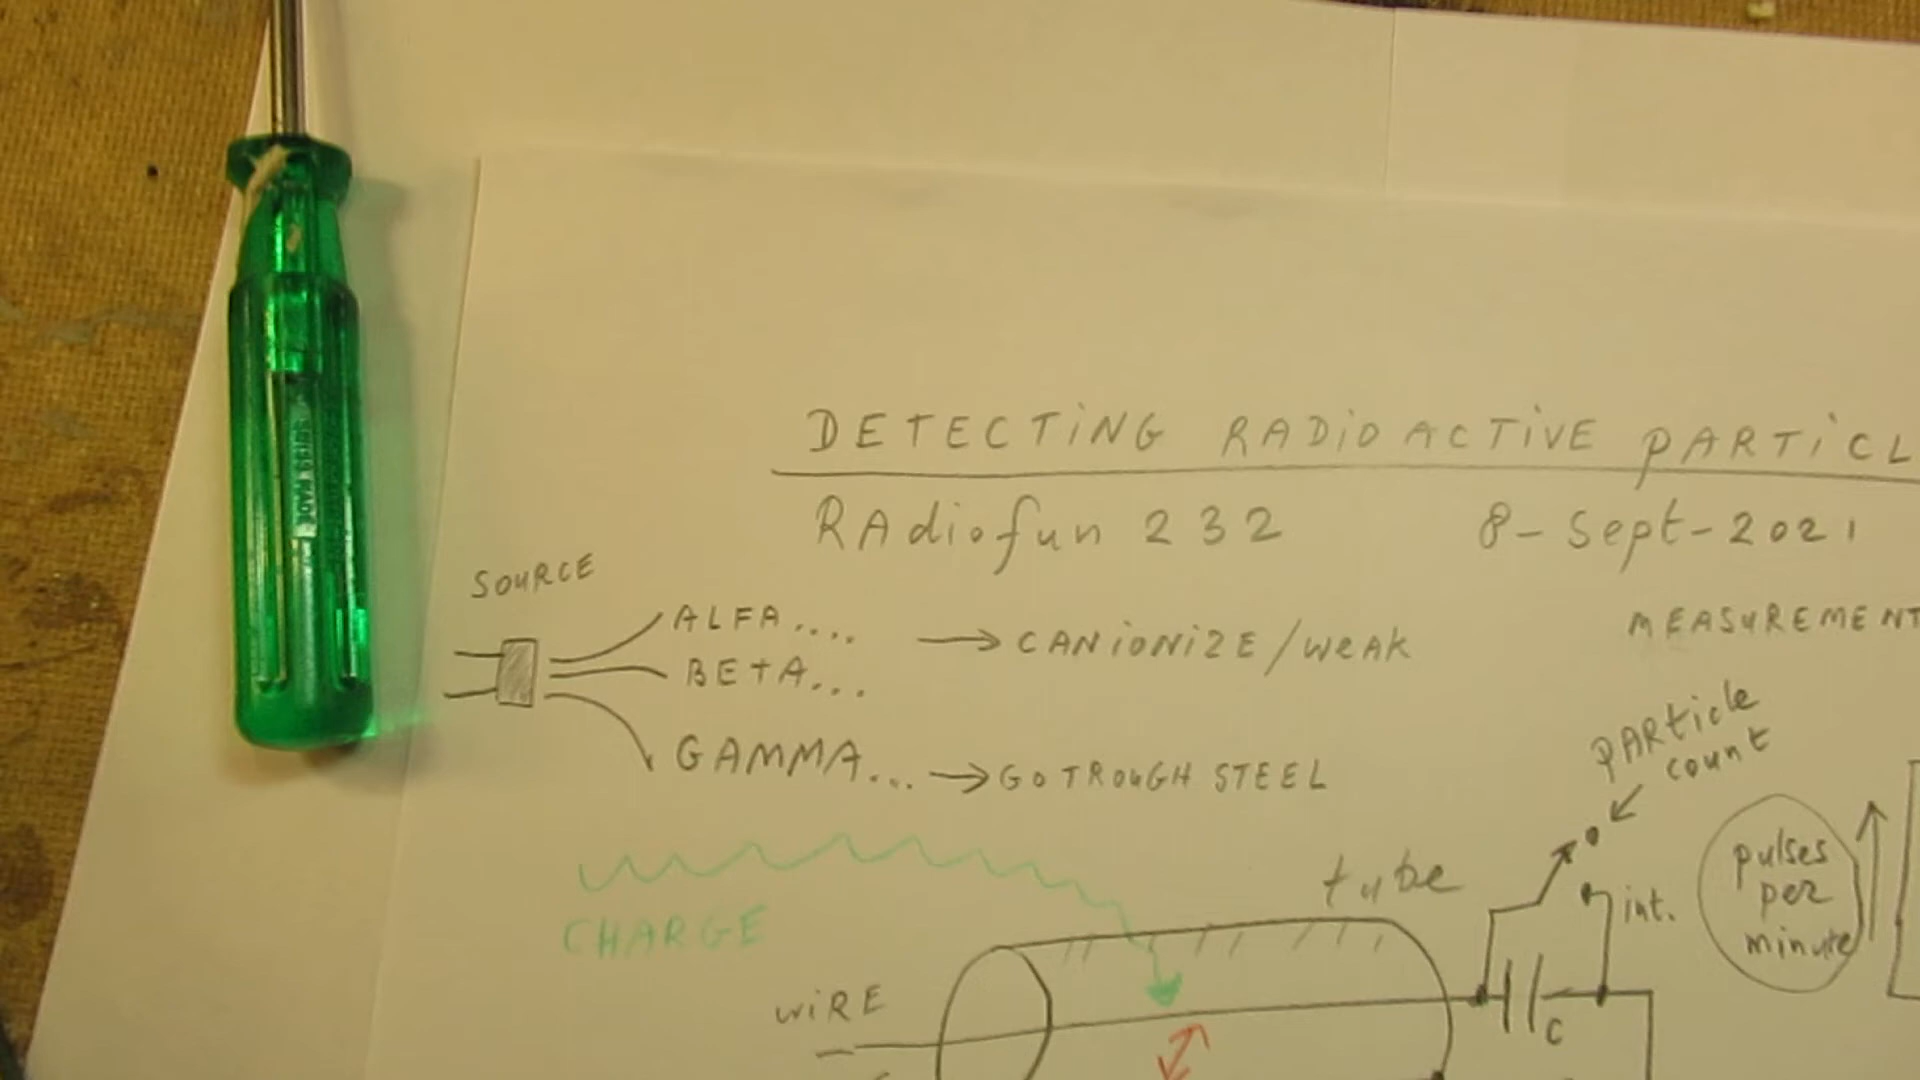 DETECTING RADIOACTIVE PARTICL
RAdiofun 232 8-Sept-2021
SOURCE
ALFA.... → CAN iONIZE / WEAK
BETA...
GAMMA... → GO TROUGH STEEL
MEASUREMENT
PARticle
count
CHARGE
tube
int.
pulses
per
minute
WiRE
C